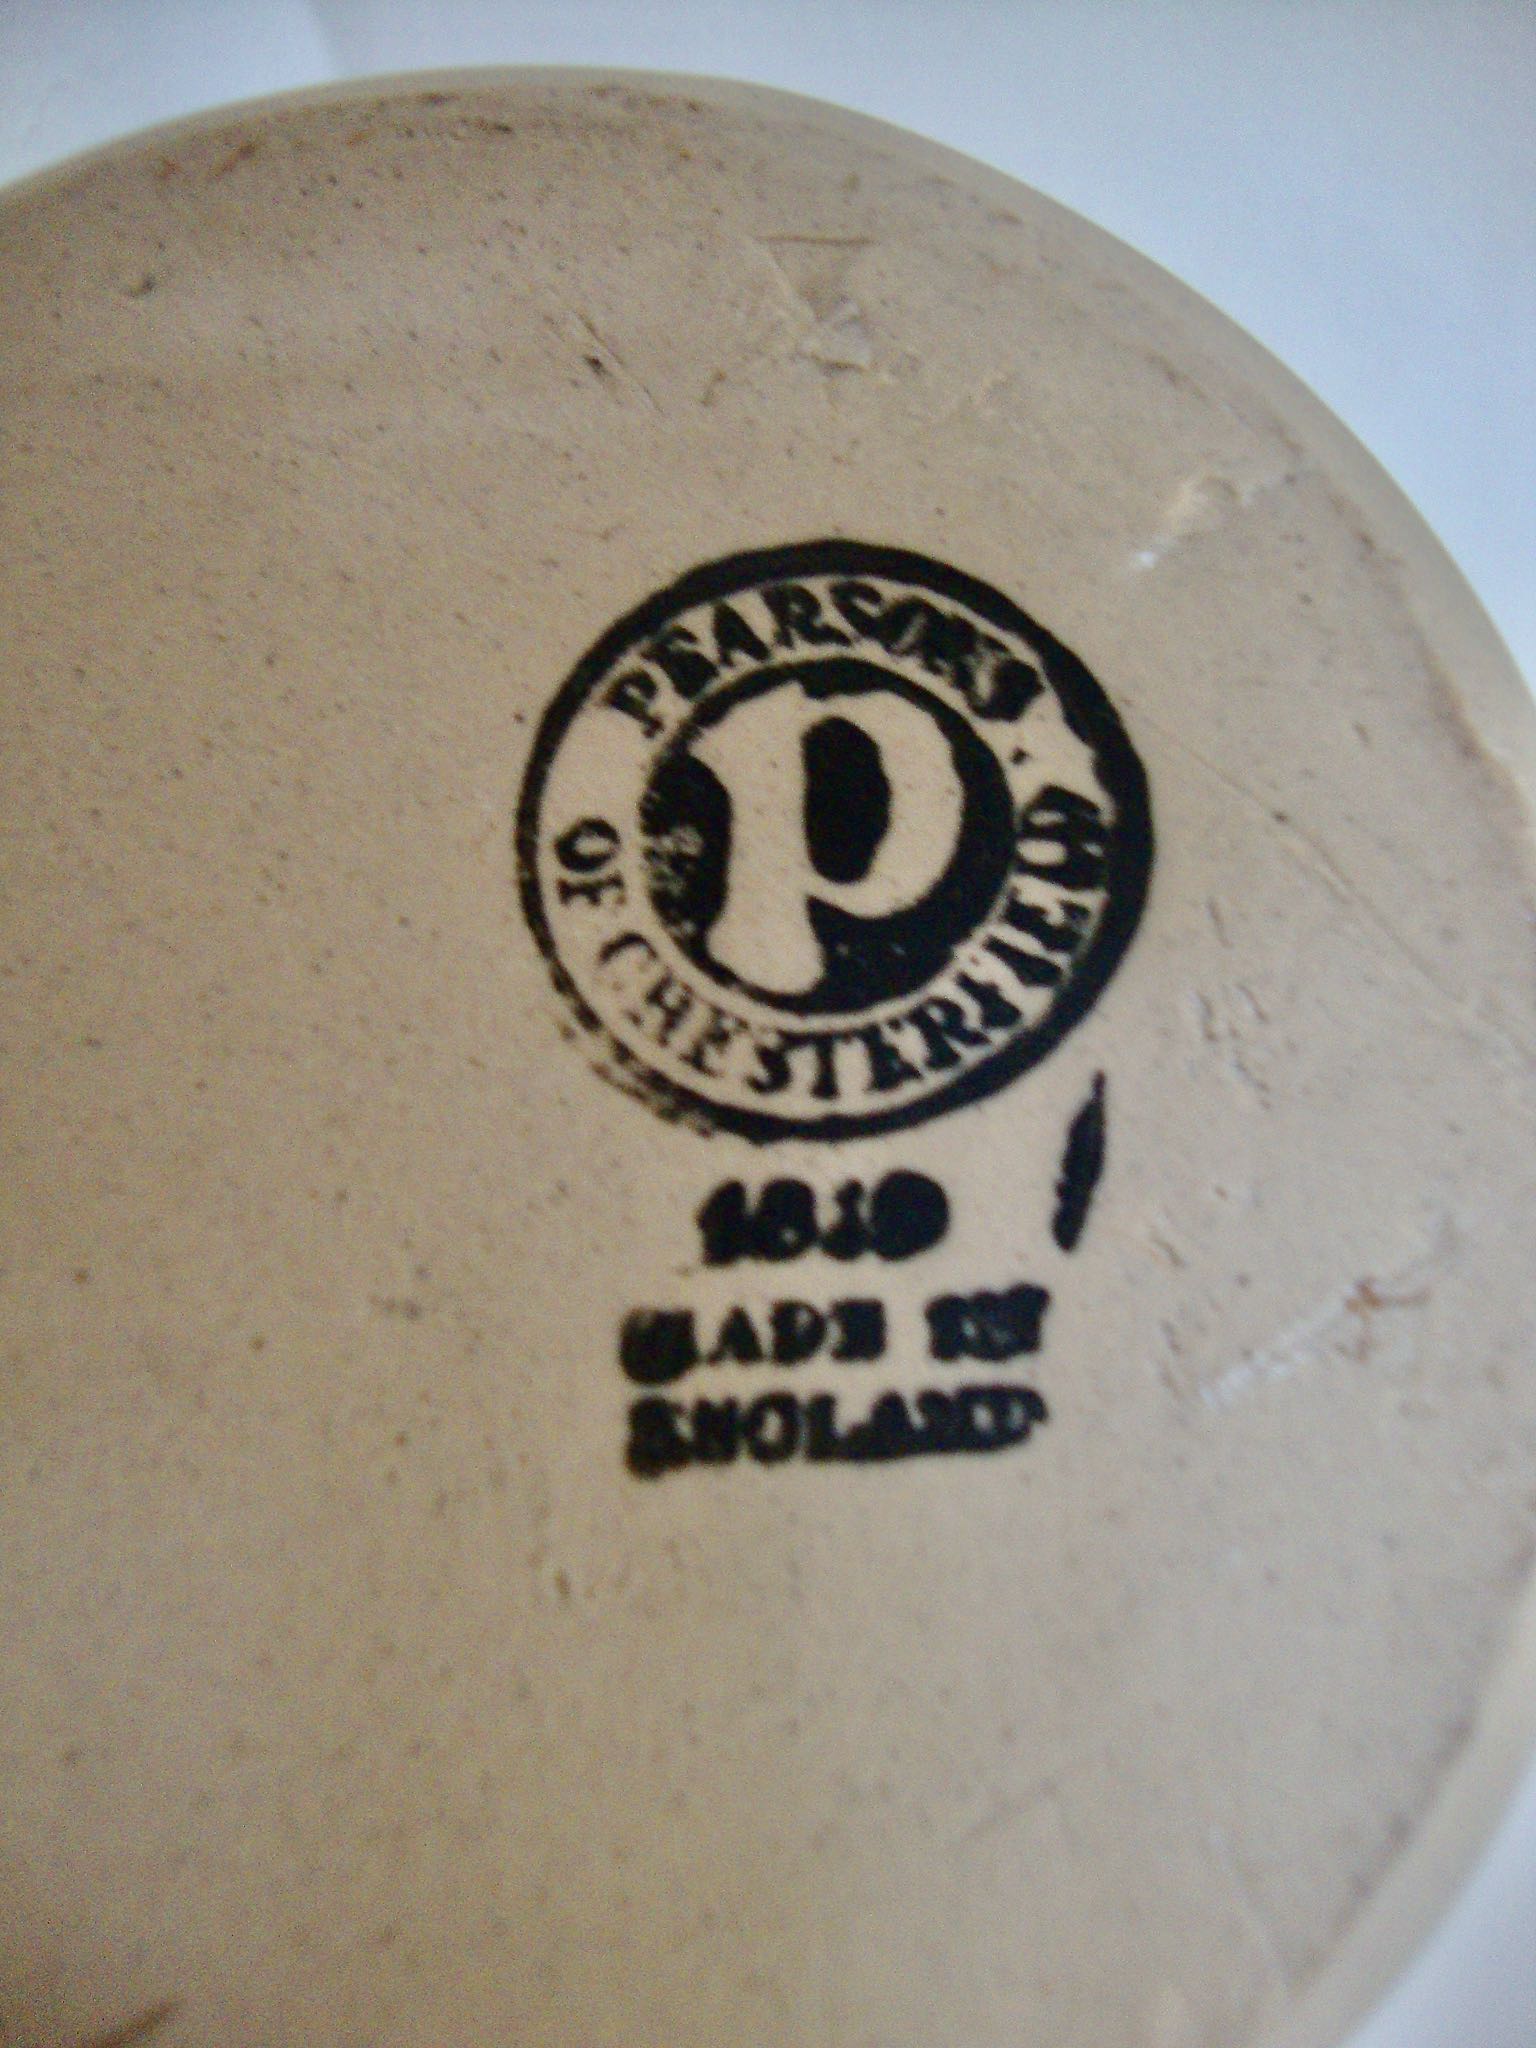 PEARSONS
OF CHESTERFIELD
P
1810
MADE IN
ENGLAND